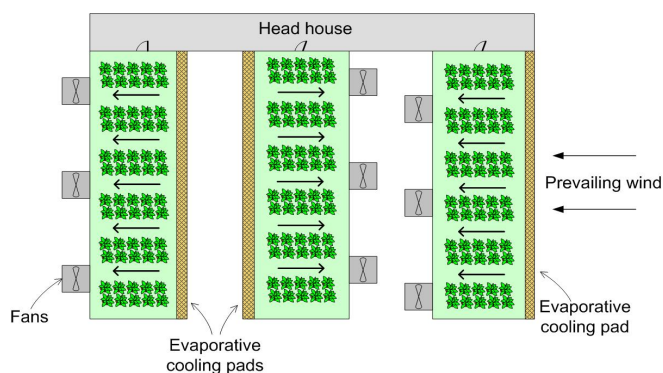 Head house
Prevailing wind
Fans
Evaporative
cooling pads
Evaporative
cooling pad